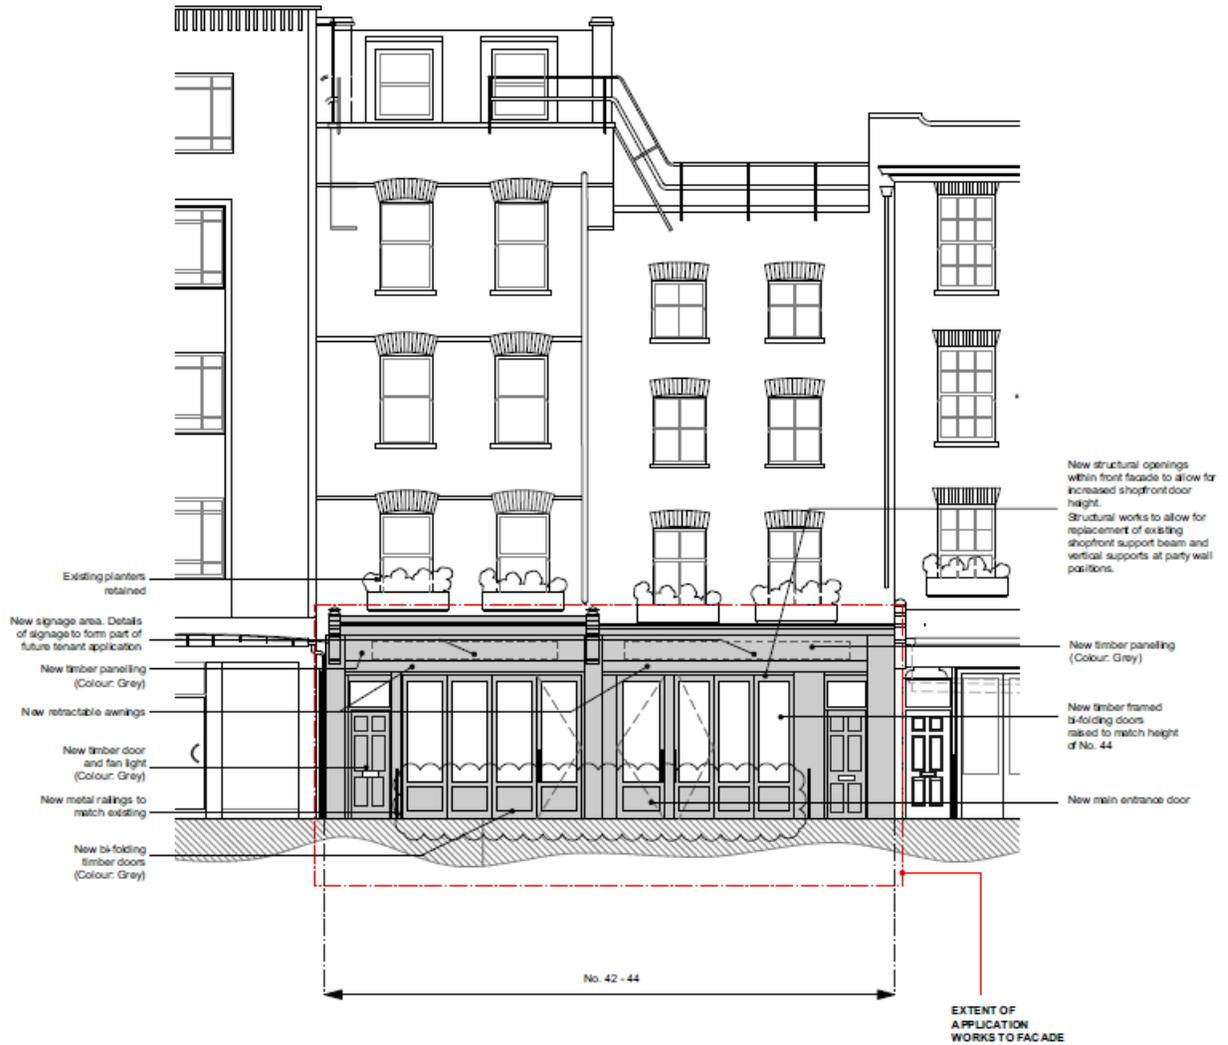 Existing planters
retained
New signage area. Details
of signage to form part of
future tenant application
New timber panelling
(Colour: Grey)
New retractable awnings
New timber door
and fan light
(Colour: Grey)
New metal railings to
match existing
New bi-folding
timber doors
(Colour: Grey)
New structural openings
within front facade to allow for
increased shopfront door
height.
Structural works to allow for
replacement of existing
shopfront support beam and
vertical supports at party wall
positions.
New timber panelling
(Colour: Grey)
New timber framed
bi-folding doors
raised to match height
of No. 44
New main entrance door
No. 42 - 44
EXTENT OF
APPLICATION
WORKS TO FACADE